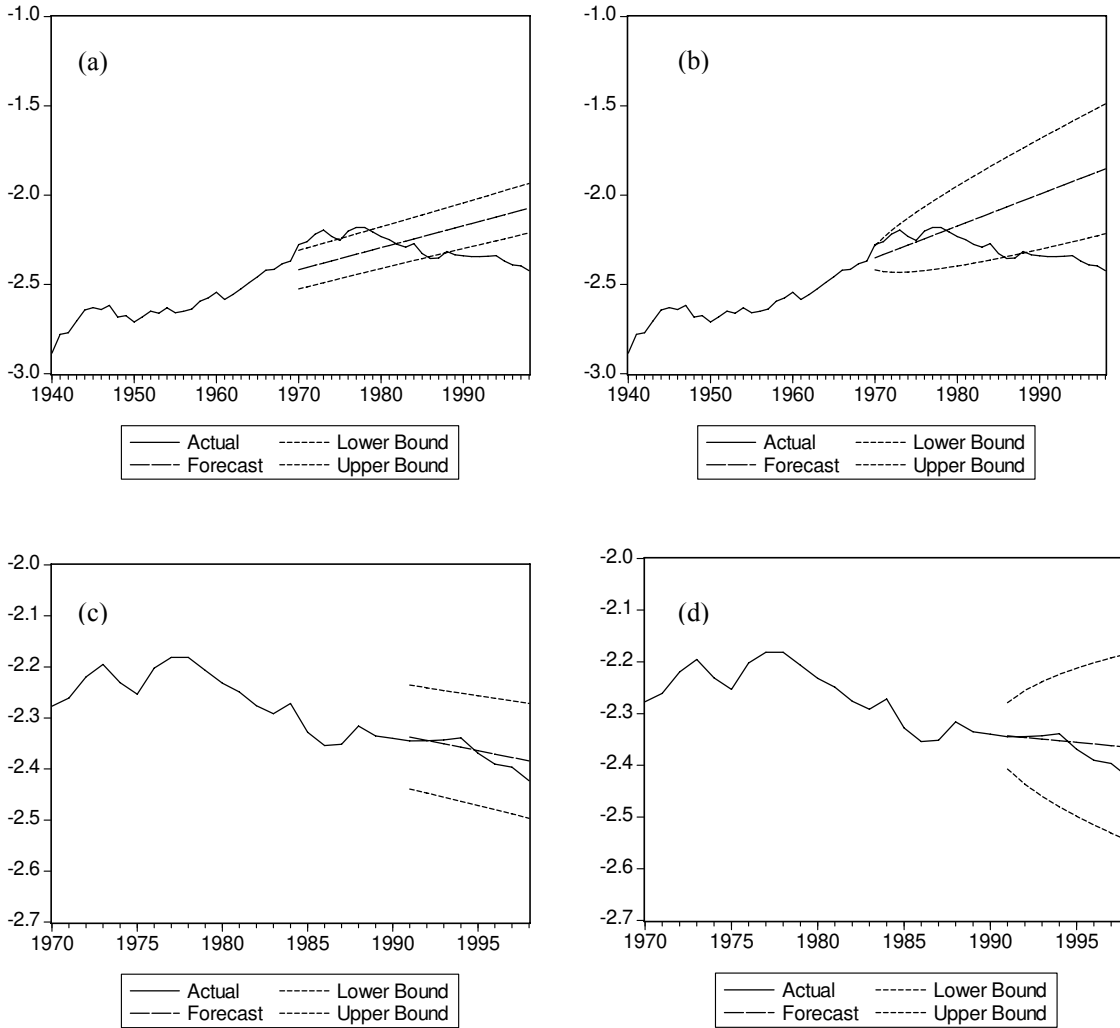 -1.0
(a)
-1.5
-2.0
-2.5
-3.0
1940 1950 1960 1970 1980 1990
Actual Lower Bound
Forecast Upper Bound
-1.0
(b)
-1.5
-2.0
-2.5
-3.0
1940 1950 1960 1970 1980 1990
Actual Lower Bound
Forecast Upper Bound
-2.0
(c)
-2.1
-2.2
-2.3
-2.4
-2.5
-2.6
-2.7
1970 1975 1980 1985 1990 1995
Actual Lower Bound
Forecast Upper Bound
-2.0
(d)
-2.1
-2.2
-2.3
-2.4
-2.5
-2.6
-2.7
1970 1975 1980 1985 1990 1995
Actual Lower Bound
Forecast Upper Bound